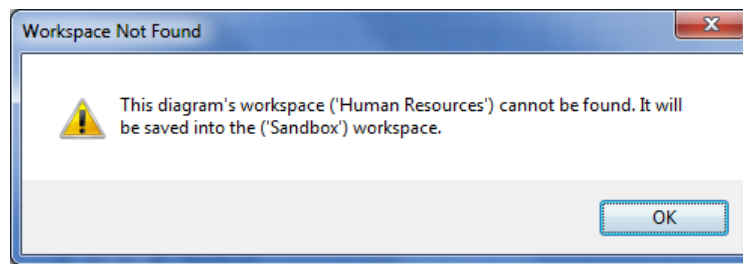 Workspace Not Found
This diagram's workspace ('Human Resources') cannot be found. It will
be saved into the ('Sandbox') workspace.
OK